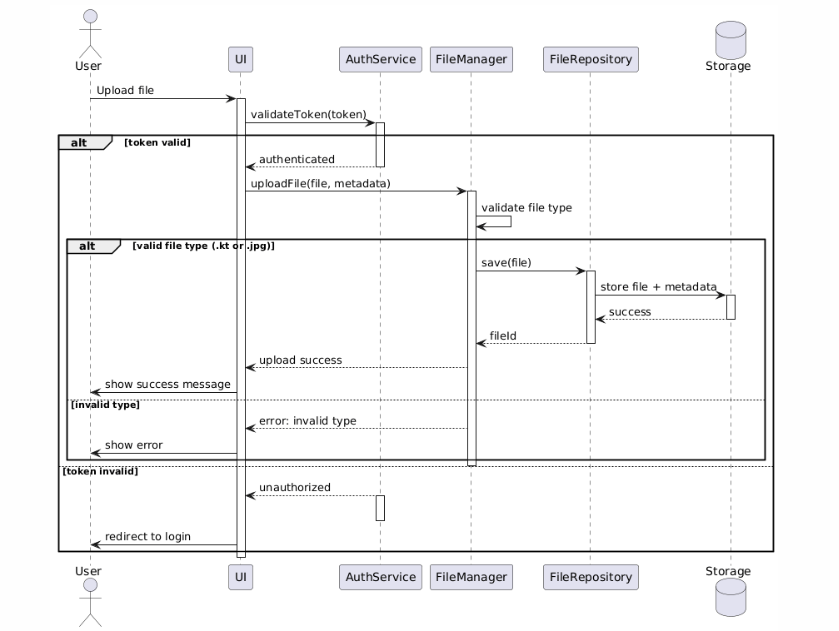 User
UI
AuthService
FileManager
FileRepository
Storage
Upload file
validateToken(token)
alt [token valid]
authenticated
uploadFile(file, metadata)
validate file type
alt [valid file type (.kt or .jpg)]
save(file)
store file + metadata
success
fileId
upload success
show success message
[invalid type]
error: invalid type
show error
[token invalid]
unauthorized
redirect to login
User
UI
AuthService
FileManager
FileRepository
Storage